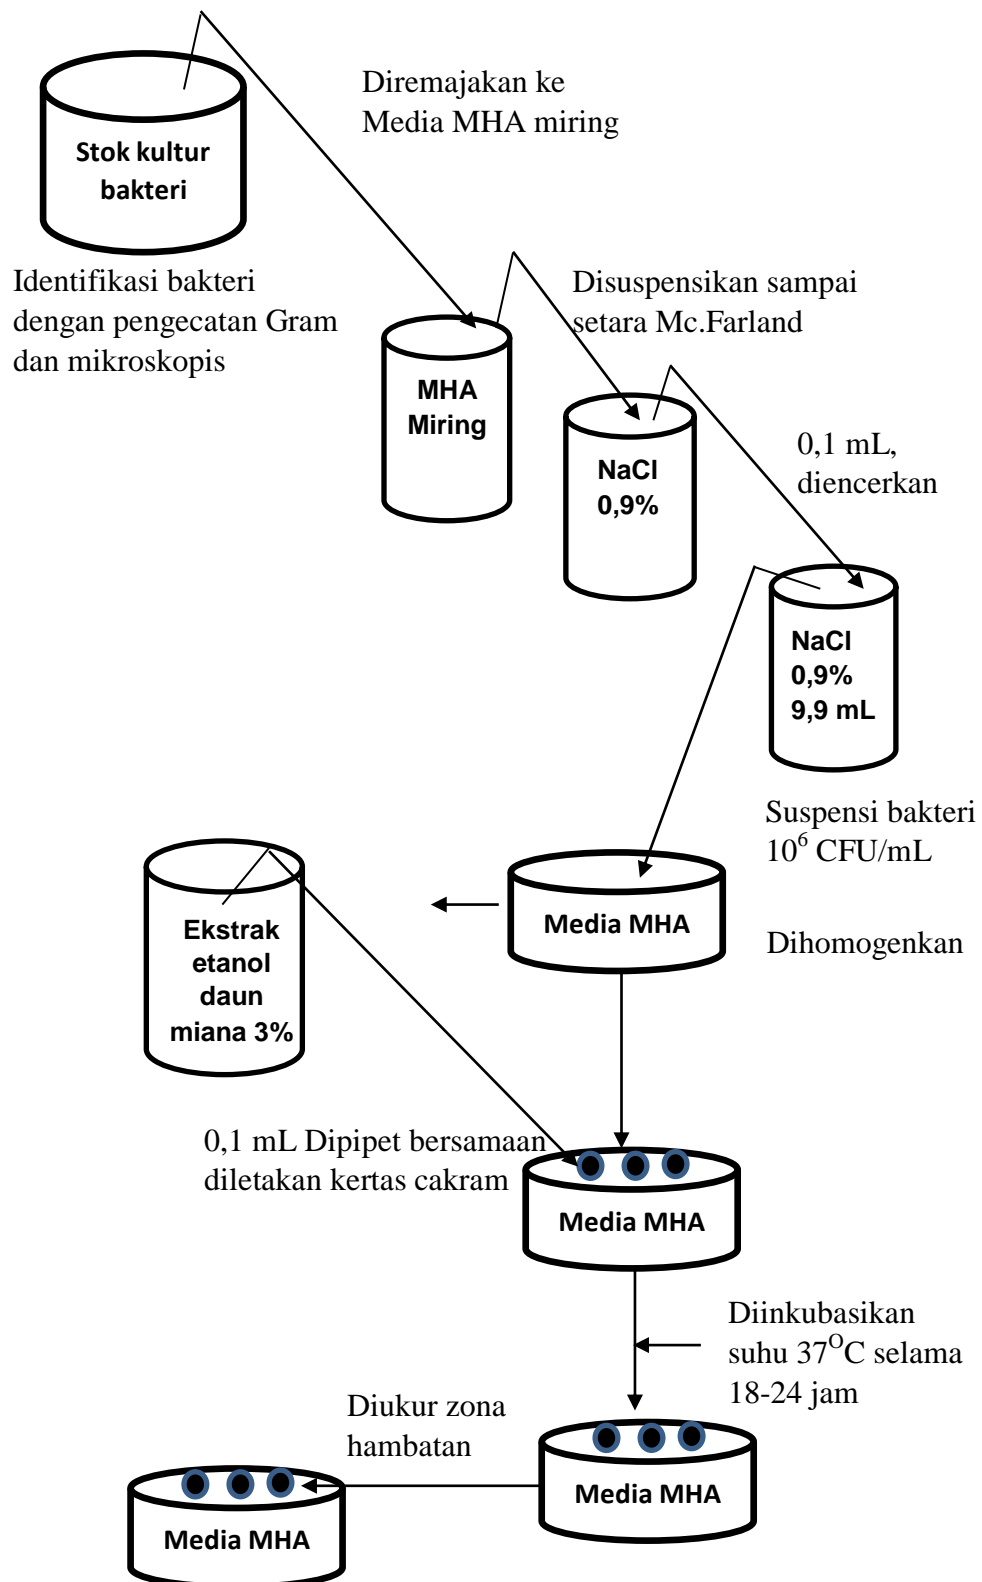 Diremajakan ke
Media MHA miring
Stok kultur
bakteri
Identifikasi bakteri
dengan pengecatan Gram
dan mikroskopis
Disuspensikan sampai
setara Mc.Farland
MHA
Miring
NaCl
0,9%
0,1 mL,
diencerkan
NaCl
0,9%
9,9 mL
Suspensi bakteri
10⁶ CFU/mL
Media MHA
Dihomogenkan
Ekstrak
etanol
daun
miana 3%
0,1 mL Dipipet bersamaan
diletakan kertas cakram
Media MHA
Diinkubasikan
suhu 37ᴼC selama
18-24 jam
Diukur zona
hambatan
Media MHA
Media MHA